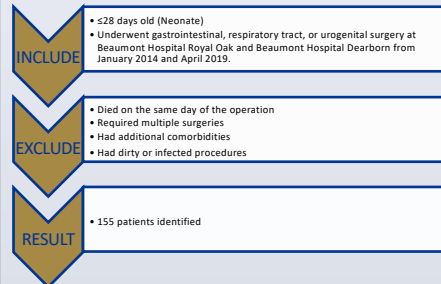 INCLUDE
• ≤28 days old (Neonate)
• Underwent gastrointestinal, respiratory tract, or urogenital surgery at
Beaumont Hospital Royal Oak and Beaumont Hospital Dearborn from
January 2014 and April 2019.
EXCLUDE
• Died on the same day of the operation
• Required multiple surgeries
• Had additional comorbidities
• Had dirty or infected procedures
RESULT
• 155 patients identified